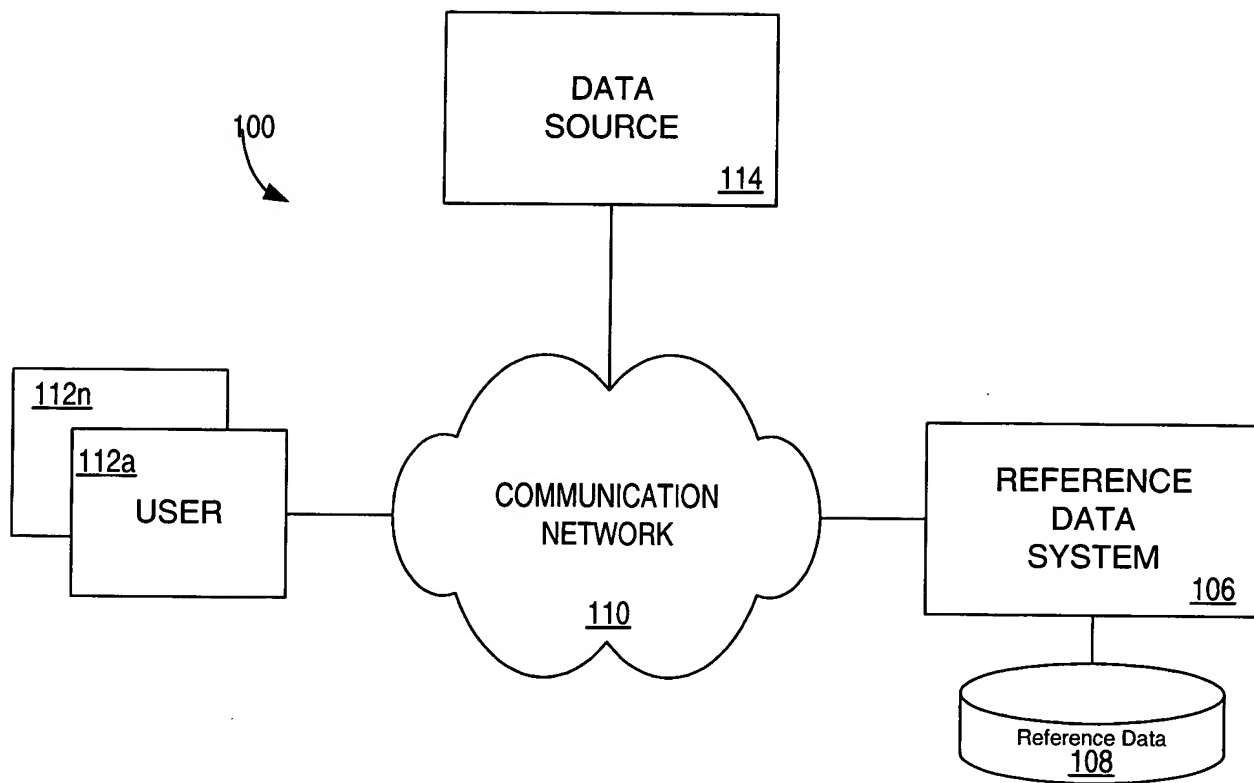 DATA
SOURCE
114
100
112n
112a
USER
COMMUNICATION
NETWORK
110
REFERENCE
DATA
SYSTEM
106
Reference Data
108